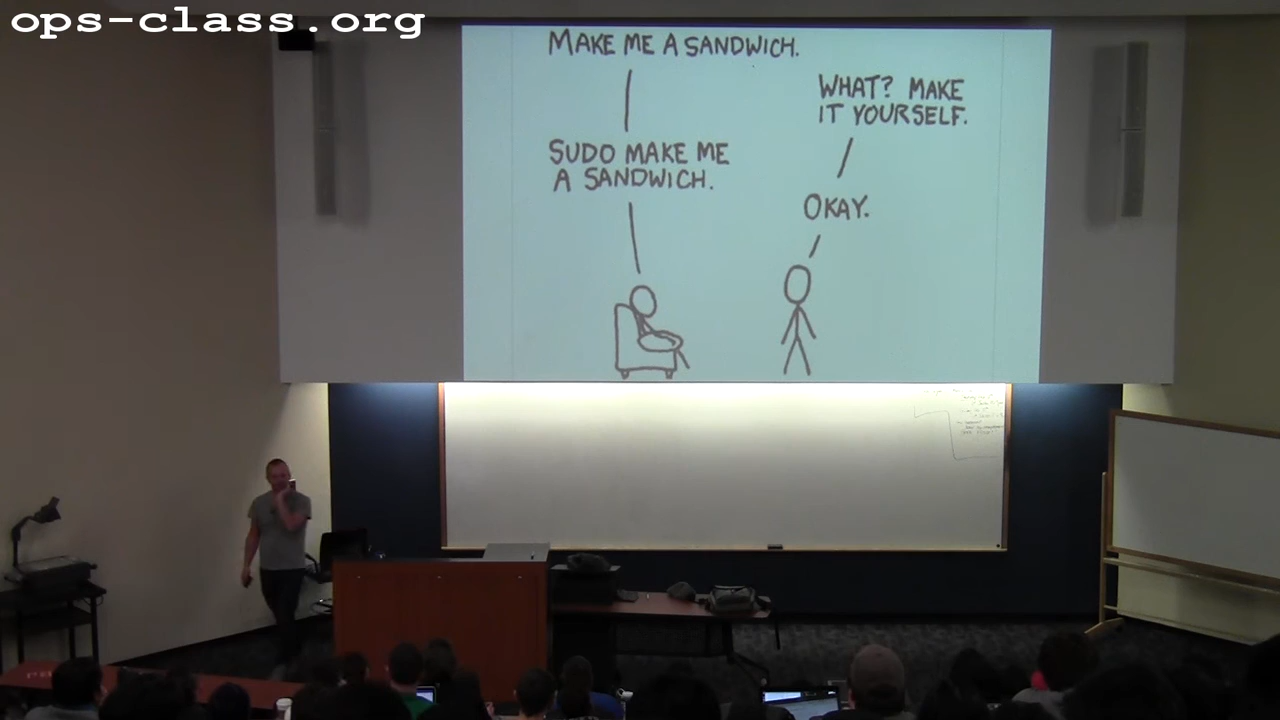 ops-class.org
MAKE ME A SANDWICH.
WHAT? MAKE
IT YOURSELF.
SUDO MAKE ME
A SANDWICH.
OKAY.